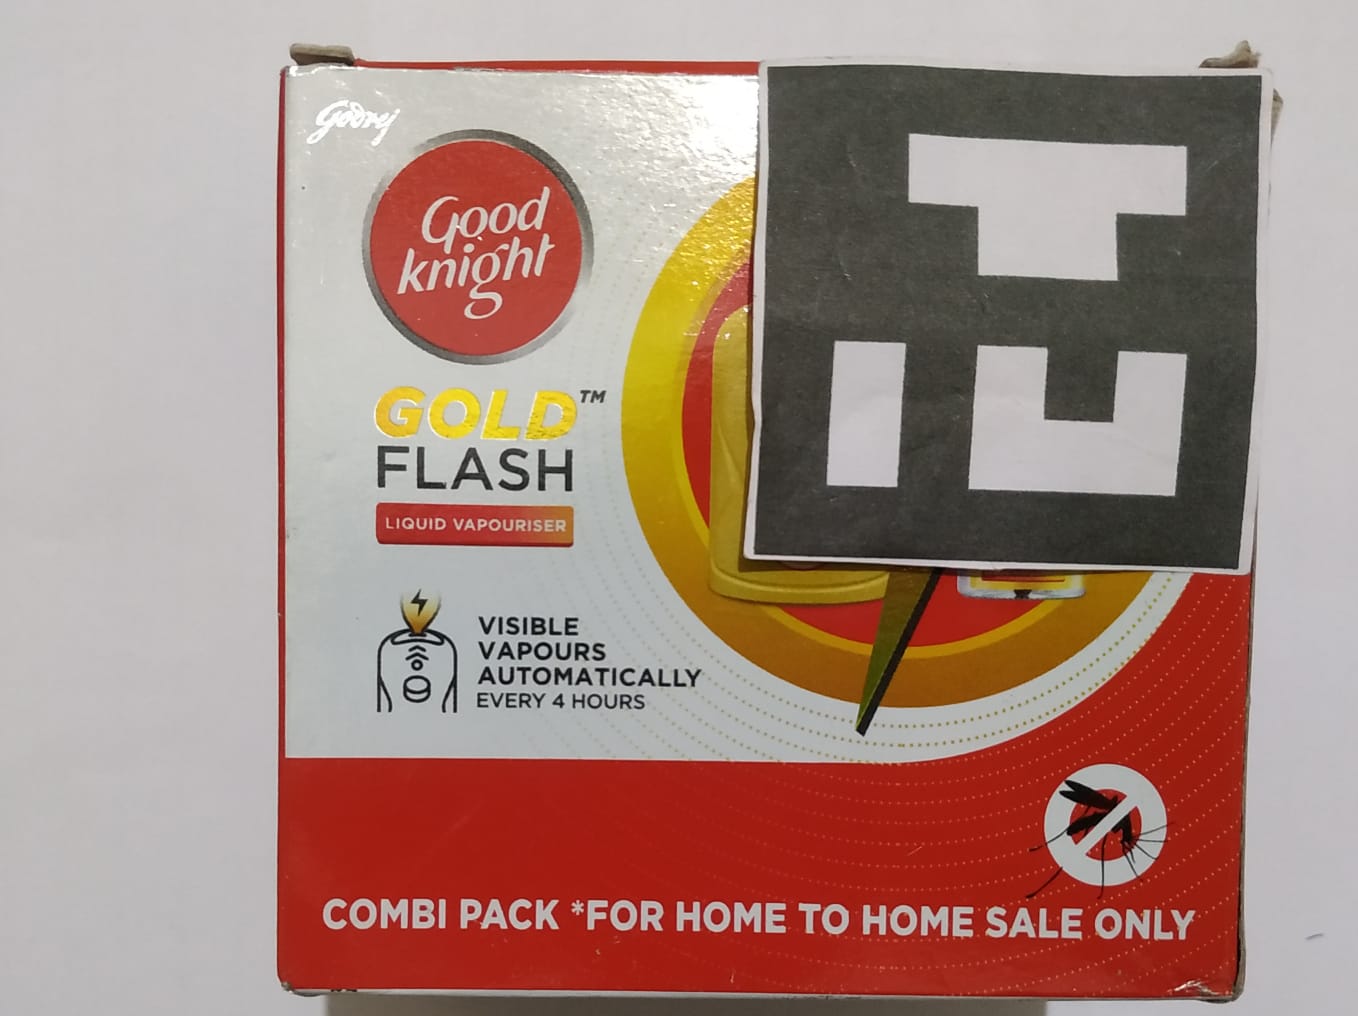 Godrej
Good
knight
GOLD™
FLASH
LIQUID VAPOURISER
VISIBLE
VAPOURS
AUTOMATICALLY
EVERY 4 HOURS
COMBI PACK *FOR HOME TO HOME SALE ONLY